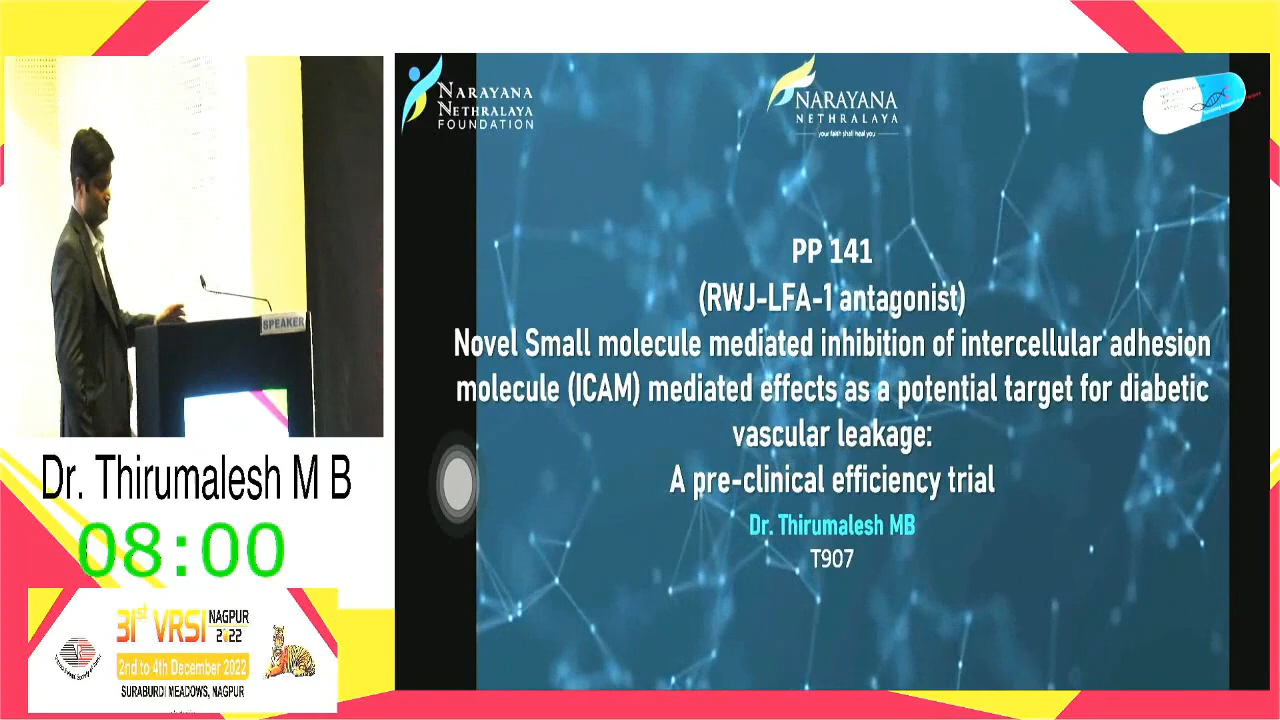 NARAYANA
NETHRALAYA
FOUNDATION
NARAYANA
NETHRALAYA
your faith shall heal you
PP 141
(RWJ-LFA-1 antagonist)
Novel Small molecule mediated inhibition of intercellular adhesion
molecule (ICAM) mediated effects as a potential target for diabetic
vascular leakage:
A pre-clinical efficiency trial
Dr. Thirumalesh MB
T907
SPEAKER
Dr. Thirumalesh M B
08:00
31st VRSI NAGPUR
2022
2nd to 4th December 2022
SURABURDI MEADOWS, NAGPUR